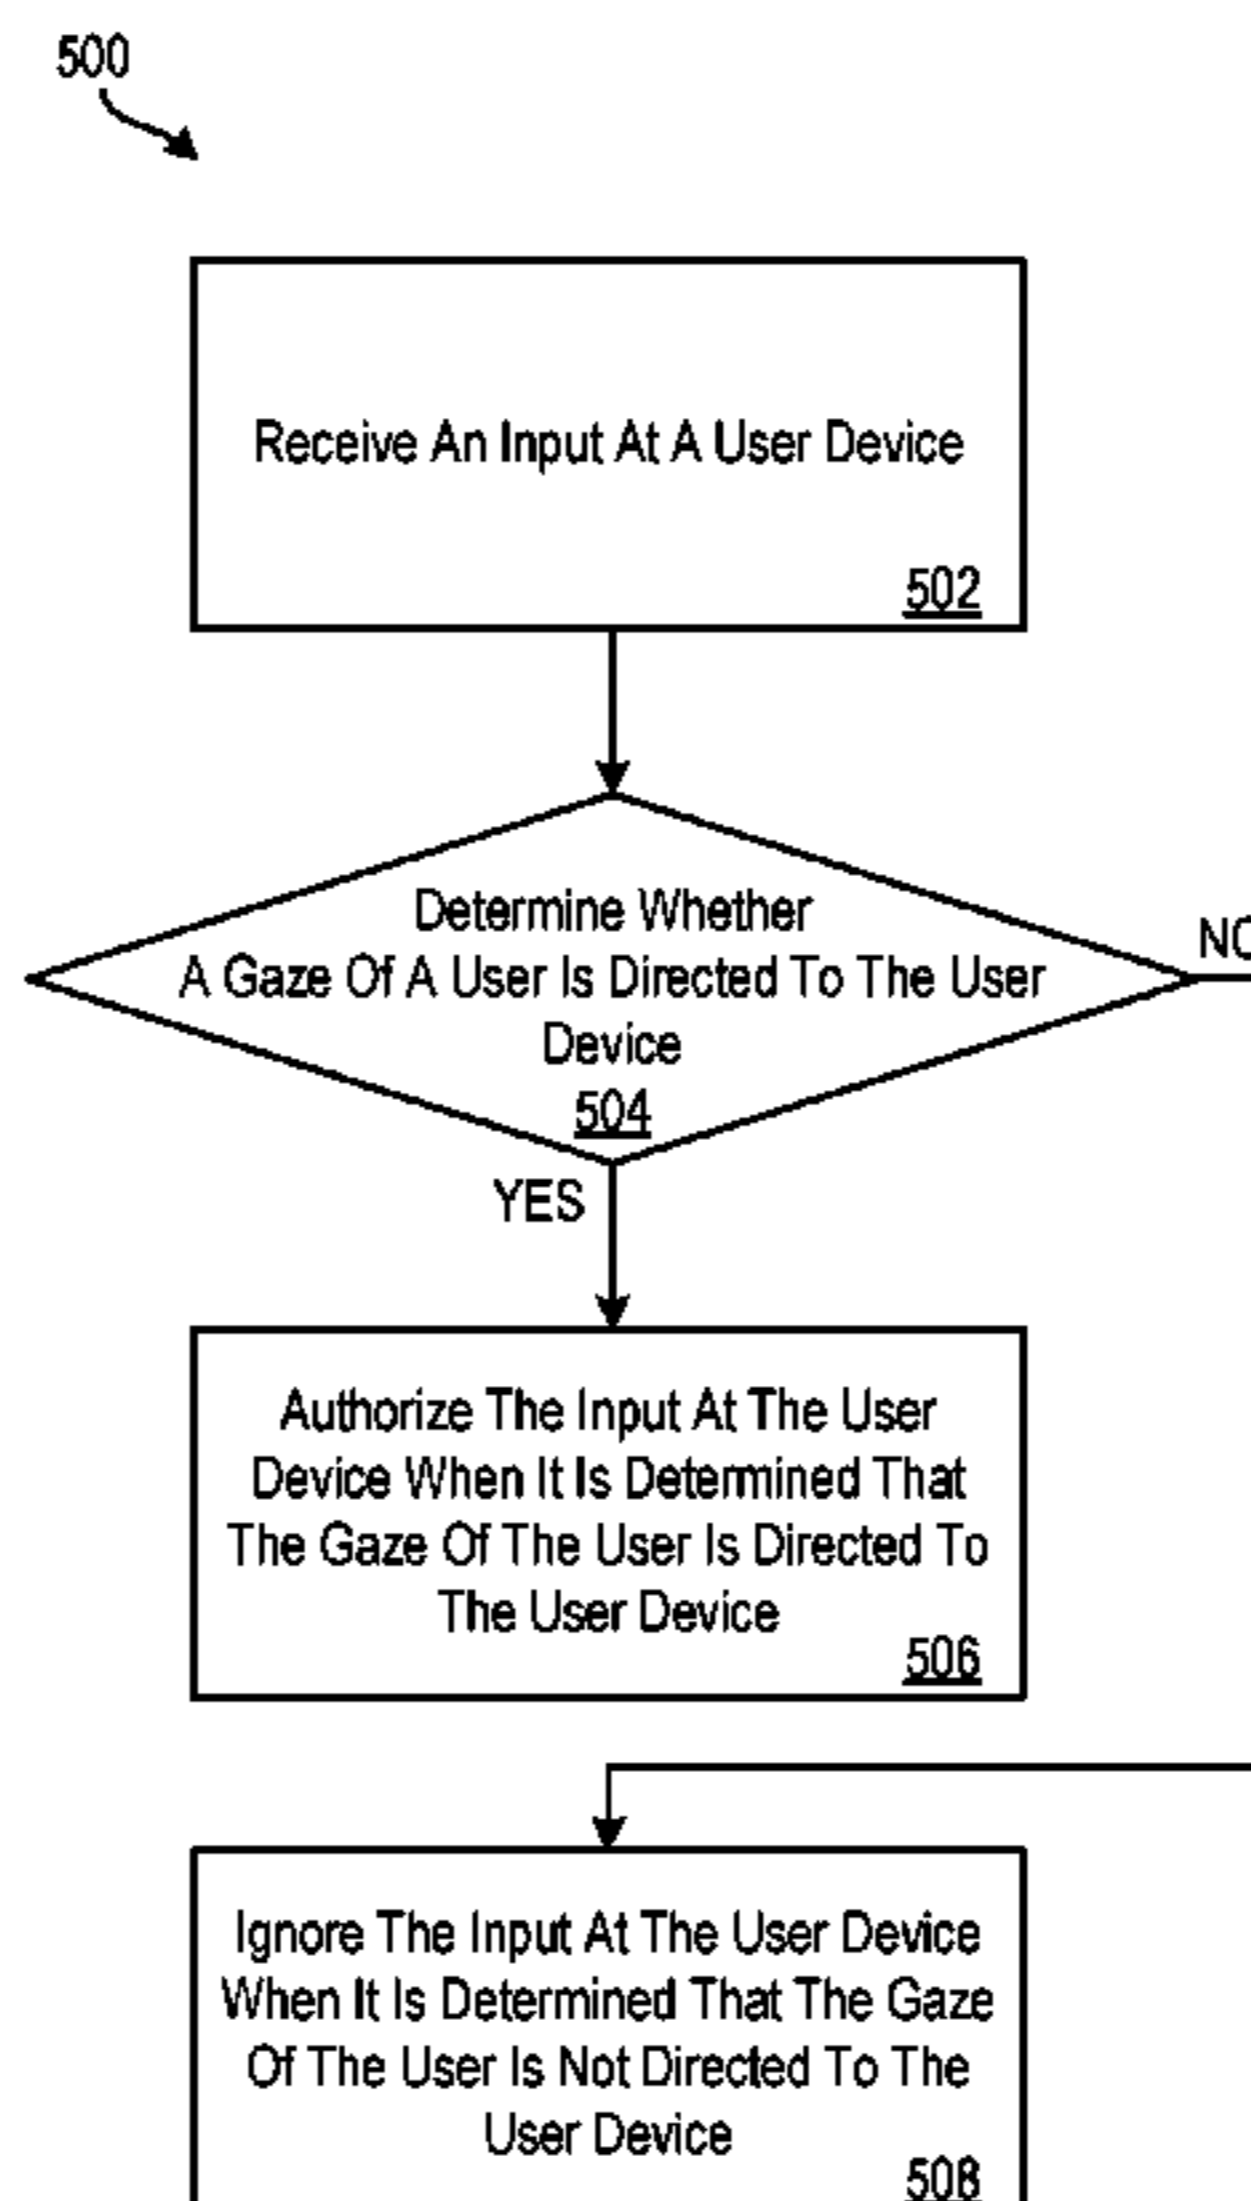 500
Receive An Input At A User Device
502
Determine Whether
A Gaze Of A User Is Directed To The User
Device
504
NO
YES
Authorize The Input At The User
Device When It Is Determined That
The Gaze Of The User Is Directed To
The User Device
506
Ignore The Input At The User Device
When It Is Determined That The Gaze
Of The User Is Not Directed To The
User Device
508